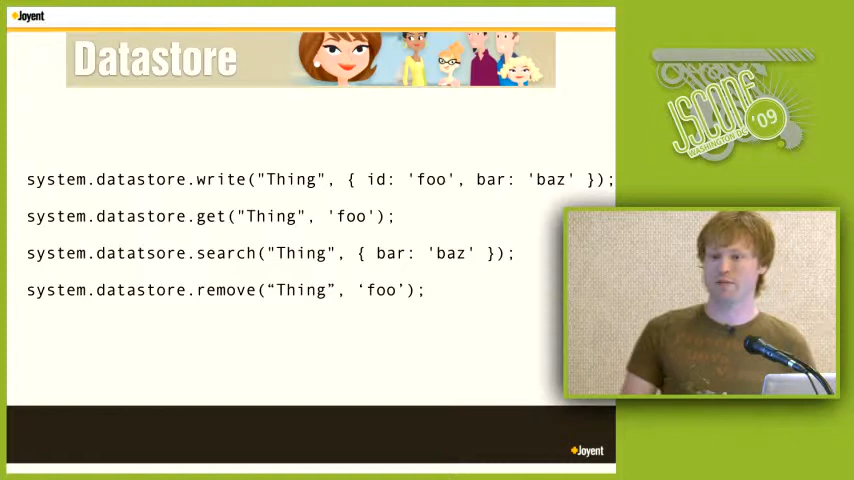 Joyent
Datastore
JSCONF
WASHINGTON D.C.
'09
system.datastore.write("Thing", { id: 'foo', bar: 'baz' });
system.datastore.get("Thing", 'foo');
system.datatsore.search("Thing", { bar: 'baz' });
system.datastore.remove(“Thing”, ‘foo’);
Joyent